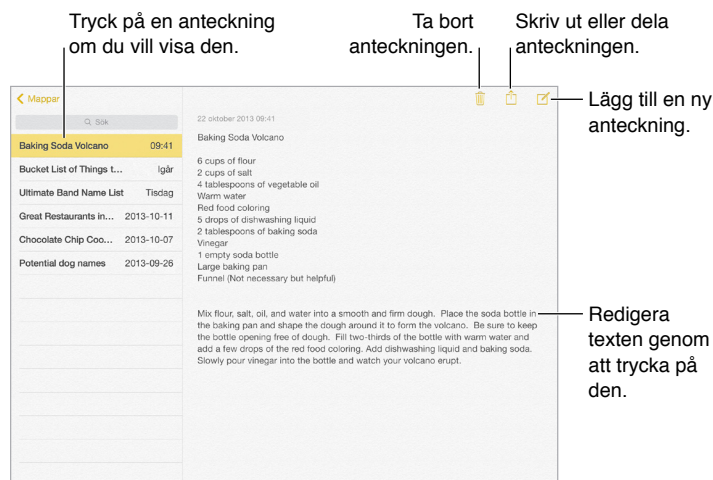 Tryck på en anteckning
om du vill visa den.
Ta bort
anteckningen.
Skriv ut eller dela
anteckningen.
Lägg till en ny
anteckning.
Redigera
texten genom
att trycka på
den.
Mappar
Sök
Baking Soda Volcano 09:41
Bucket List of Things t... Igår
Ultimate Band Name List Tisdag
Great Restaurants in... 2013-10-11
Chocolate Chip Coo... 2013-10-07
Potential dog names 2013-09-26
22 oktober 2013 09:41
Baking Soda Volcano
6 cups of flour
2 cups of salt
4 tablespoons of vegetable oil
Warm water
Red food coloring
5 drops of dishwashing liquid
2 tablespoons of baking soda
Vinegar
1 empty soda bottle
Large baking pan
Funnel (Not necessary but helpful)
Mix flour, salt, oil, and water into a smooth and firm dough. Place the soda bottle in
the baking pan and shape the dough around it to form the volcano. Be sure to keep
the bottle opening free of dough. Fill two-thirds of the bottle with warm water and
add a few drops of the red food coloring. Add dishwashing liquid and baking soda.
Slowly pour vinegar into the bottle and watch your volcano erupt.